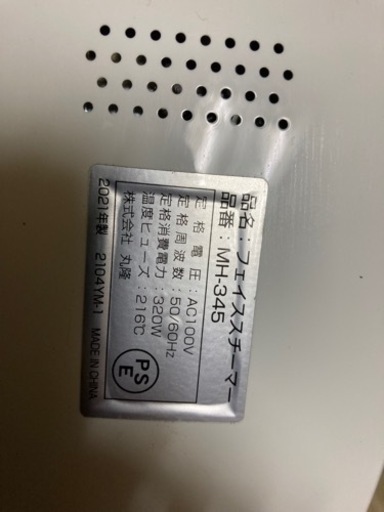 品名：フェイススチーマー
品番：MH-345
定格電圧：AC100V
定格周波数：50/60Hz
定格消費電力：320W
温度ヒューズ：216℃
株式会社 丸隆
2021年製 2104YM-1 MADE IN CHINA
PS
E